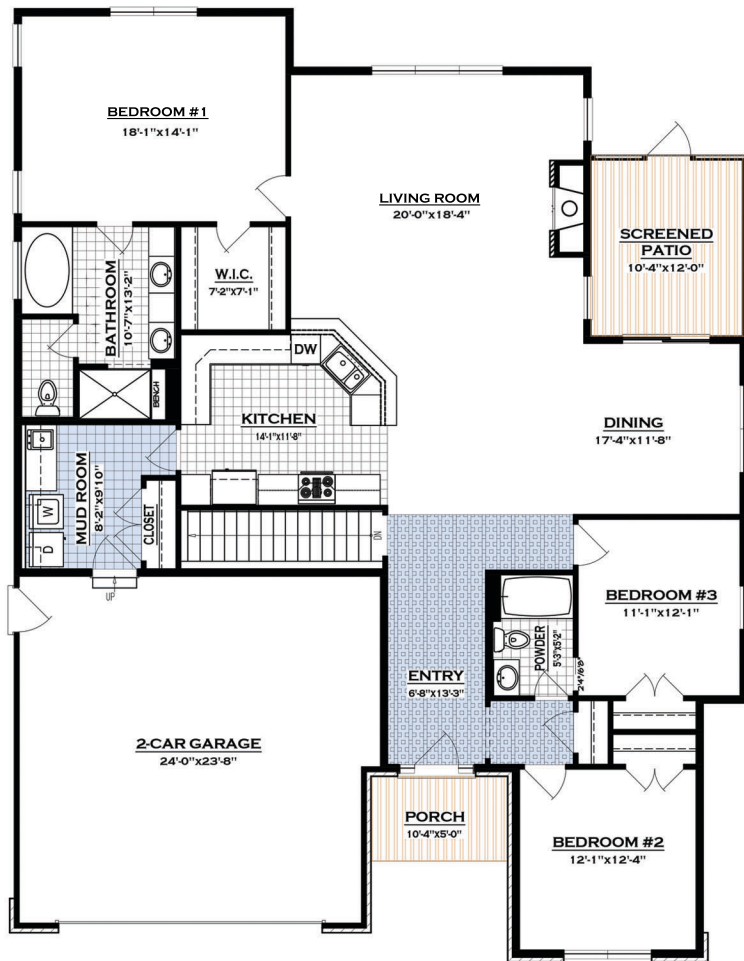 BEDROOM #1
18'-1"x14'-1"
LIVING ROOM
20'-0"x18'-4"
SCREENED
PATIO
10'-4"x12'-0"
W.I.C.
7'-2"x7'-1"
BATHROOM
10'-7"x13'-2"
BENCH
DW
KITCHEN
14'-1"x11'-8"
DINING
17'-4"x11'-8"
MUD ROOM
8'-2"x9'10"
W
D
CLOSET
DN
UP
BEDROOM #3
11'-1"x12'-1"
POWDER
5'-3"x5'-2"
ENTRY
6'-8"x13'-3"
2-CAR GARAGE
24'-0"x23'-8"
PORCH
10'-4"x5'-0"
BEDROOM #2
12'-1"x12'-4"